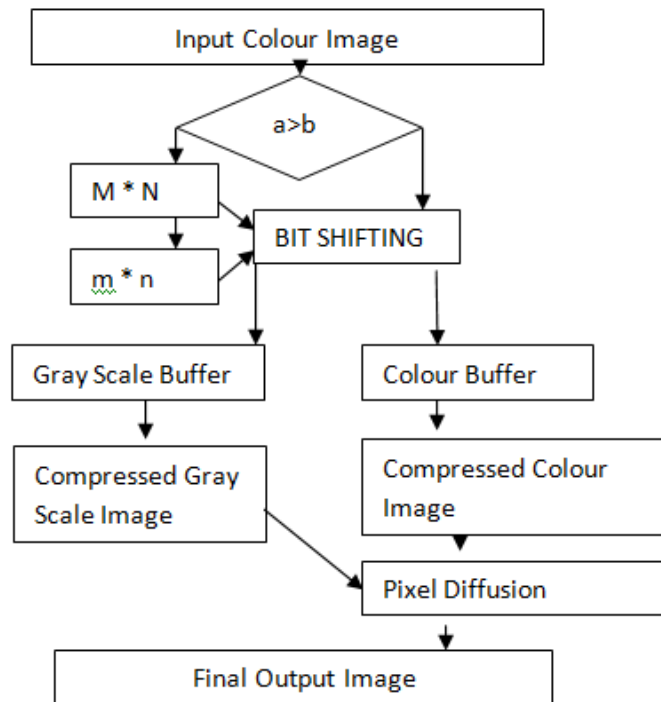 Input Colour Image
a>b
M * N
BIT SHIFTING
m * n
Gray Scale Buffer
Colour Buffer
Compressed Gray
Scale Image
Compressed Colour
Image
Pixel Diffusion
Final Output Image